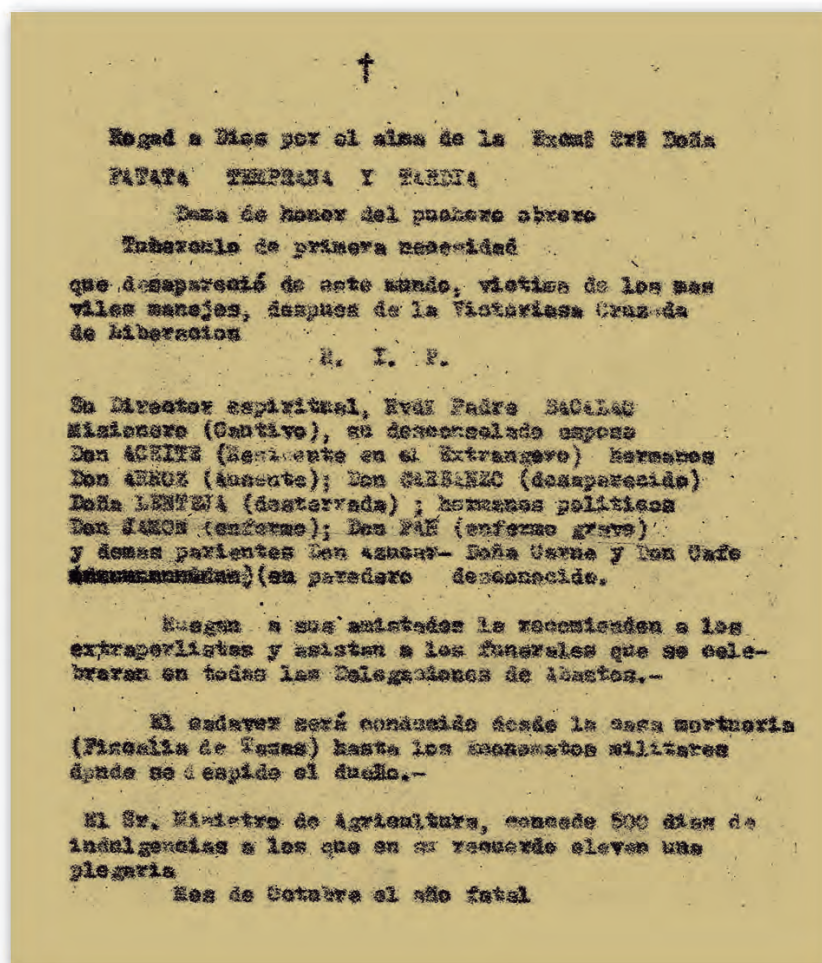 †
Rogad a Dios por el alma de la Excmª Srª Doña
PATATA TEMPRANA Y TARDIA
Dama de honor del puchero obrero
Tuberculo de primera necesidad
que desapareció de este mundo, victima de los mas
viles manejos, despues de la Victoriosa Cruzada
de Liberacion
R. I. P.
Su Director espiritual, Rvdº Padre BACALAO
Misionero (Cautivo), su desconsolado esposo
Don ACEITE (Residente en el Extrangero) hermanos
Don ARROZ (Ausente); Don GARBANZO (desaparecido)
Doña LENTEJA (desterrada) ; hermanos politicos
Don JAMON (enfermo); Don PAN (enfermo grave)
y demas parientes Don Azucar- Doña Carne y Don Cafe
(en paradero desconocido.
Ruegan a sus amistades la recomienden a los
extraperlistas y asistan a los funerales que se cele-
braran en todas las Delegaciones de Abastos.-
El cadaver será conducido desde la casa mortuoria
(Fiscalia de Tasas) hasta los economatos militares
donde se despide el duelo.-
El Sr. Ministro de Agricultura, concede 500 dias de
indulgencias a los que en su recuerdo eleven una
plegaria
Mes de Octubre el año fatal